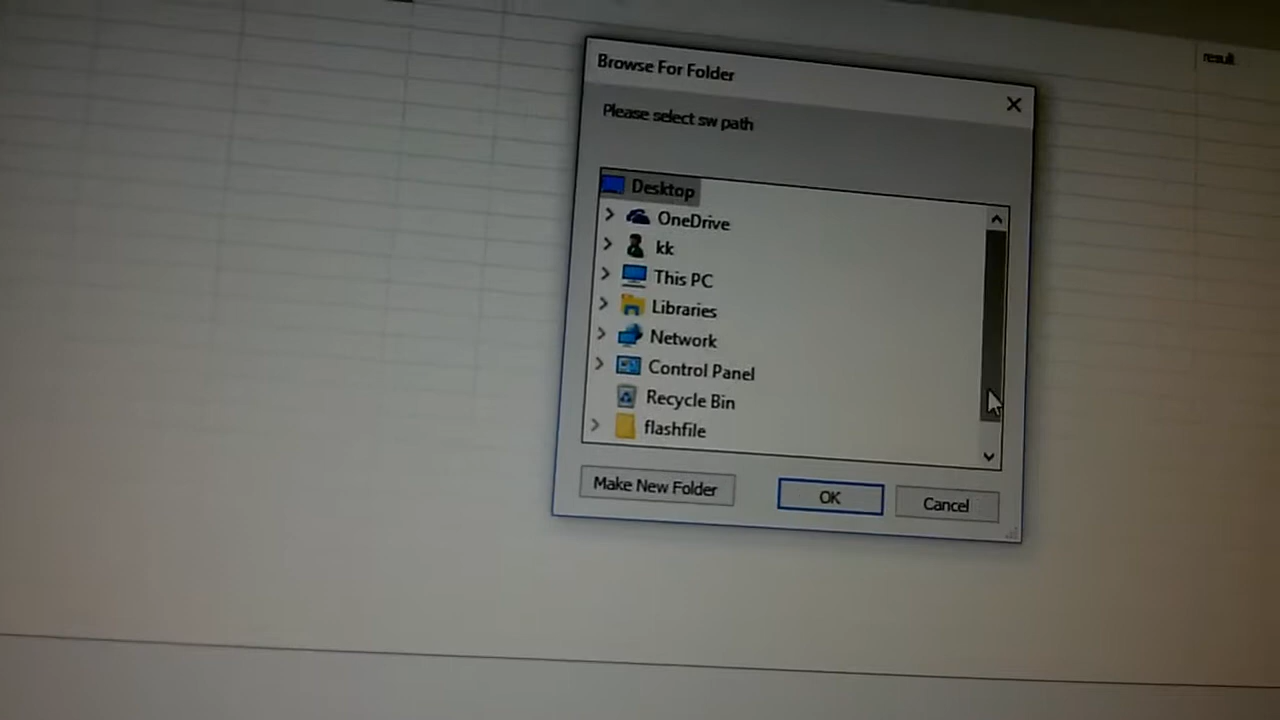 result
Browse For Folder
Please select sw path
Desktop
OneDrive
kk
This PC
Libraries
Network
Control Panel
Recycle Bin
flashfile
Make New Folder
OK
Cancel